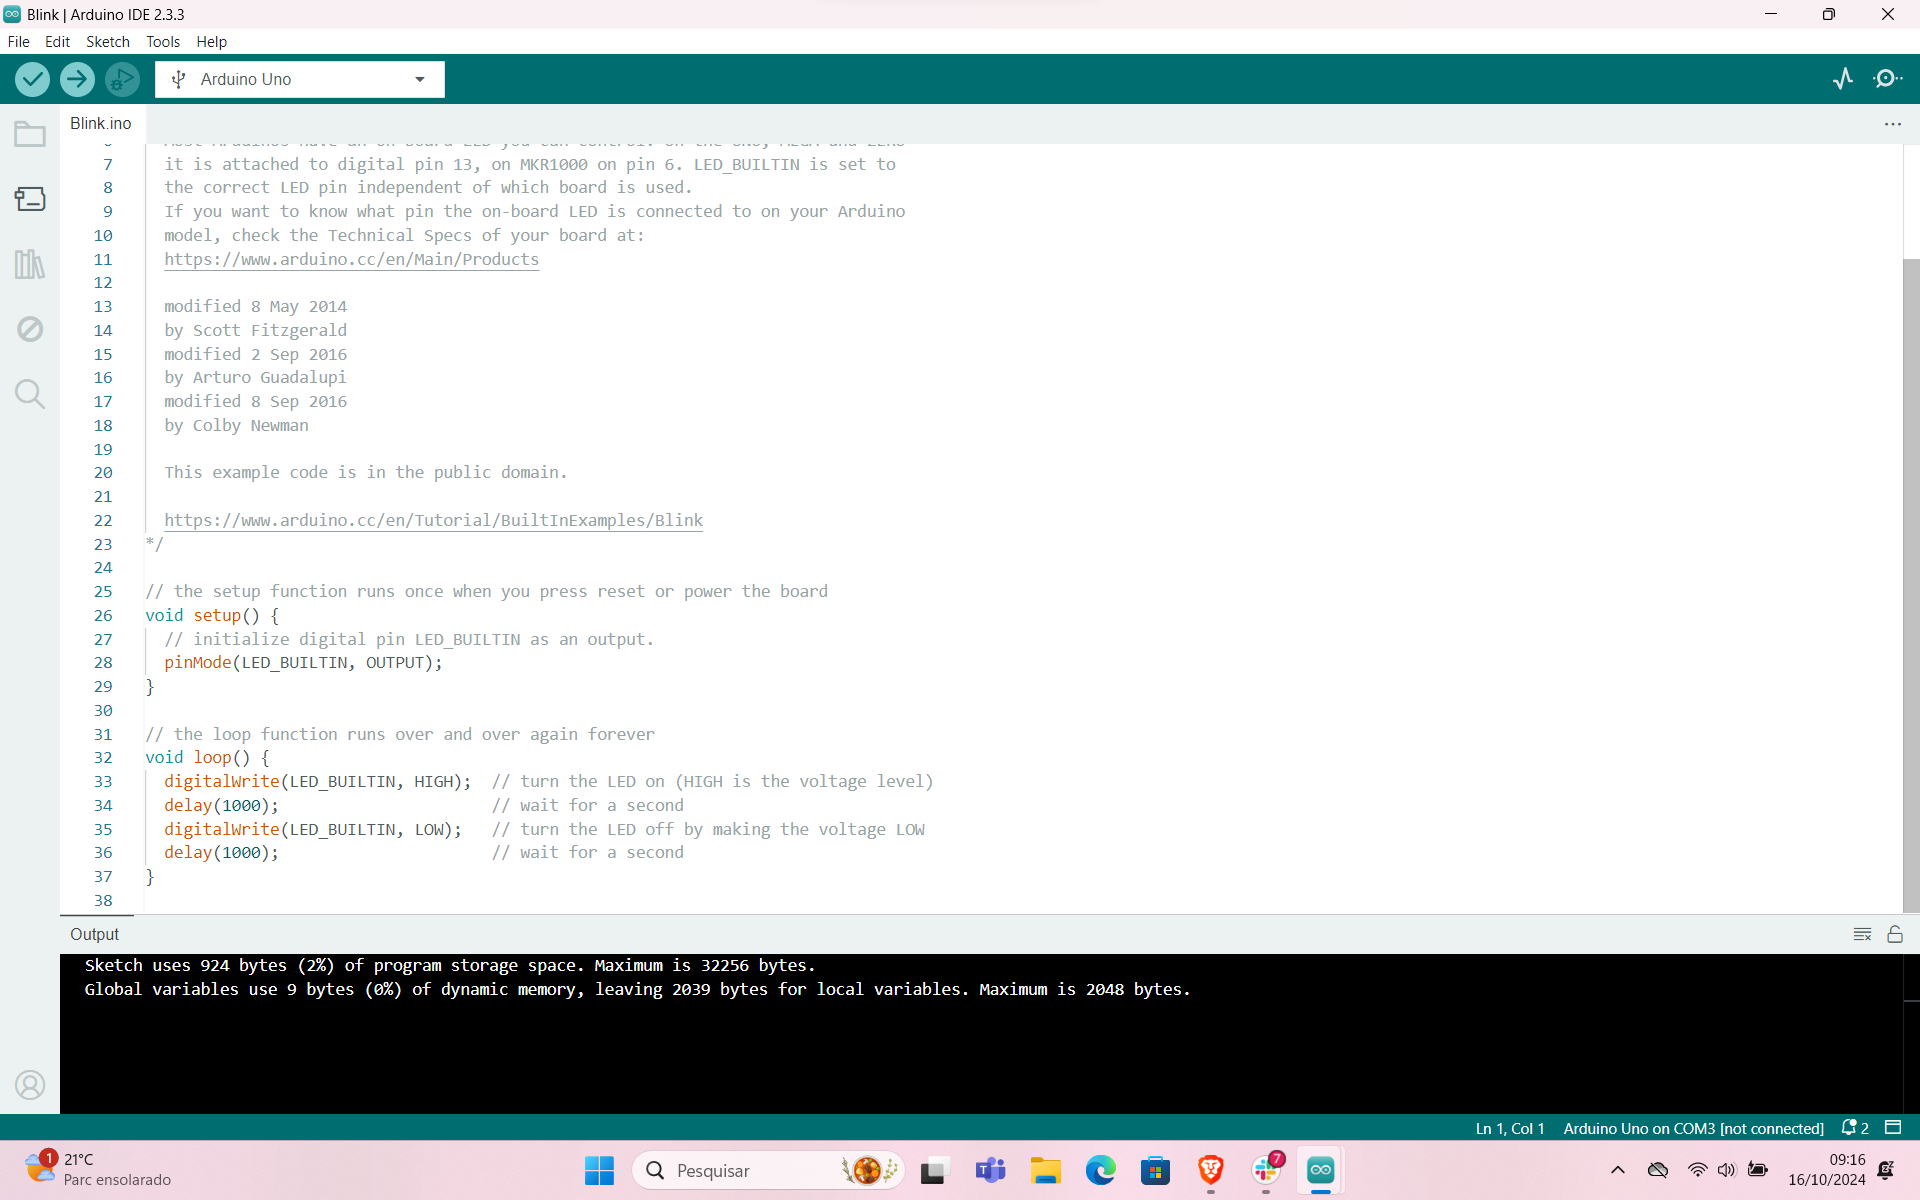 Blink | Arduino IDE 2.3.3
File Edit Sketch Tools Help
Arduino Uno
Blink.ino
7 it is attached to digital pin 13, on MKR1000 on pin 6. LED_BUILTIN is set to
8 the correct LED pin independent of which board is used.
9 If you want to know what pin the on-board LED is connected to on your Arduino
10 model, check the Technical Specs of your board at:
11 https://www.arduino.cc/en/Main/Products
12
13 modified 8 May 2014
14 by Scott Fitzgerald
15 modified 2 Sep 2016
16 by Arturo Guadalupi
17 modified 8 Sep 2016
18 by Colby Newman
19
20 This example code is in the public domain.
21
22 https://www.arduino.cc/en/Tutorial/BuiltInExamples/Blink
23 */
24
25 // the setup function runs once when you press reset or power the board
26 void setup() {
27 // initialize digital pin LED_BUILTIN as an output.
28 pinMode(LED_BUILTIN, OUTPUT);
29 }
30
31 // the loop function runs over and over again forever
32 void loop() {
33 digitalWrite(LED_BUILTIN, HIGH); // turn the LED on (HIGH is the voltage level)
34 delay(1000); // wait for a second
35 digitalWrite(LED_BUILTIN, LOW); // turn the LED off by making the voltage LOW
36 delay(1000); // wait for a second
37 }
38
Output
Sketch uses 924 bytes (2%) of program storage space. Maximum is 32256 bytes.
Global variables use 9 bytes (0%) of dynamic memory, leaving 2039 bytes for local variables. Maximum is 2048 bytes.
Ln 1, Col 1 Arduino Uno on COM3 [not connected] 2
1
21°C
Parc ensolarado
Pesquisar
7
09:16
16/10/2024